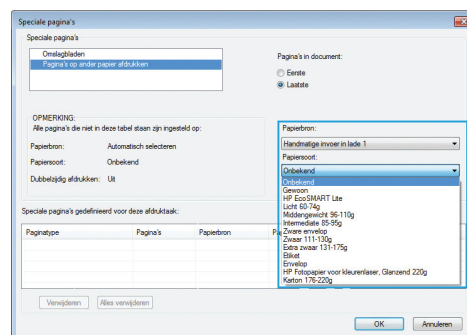 Speciale pagina's
Speciale pagina's
Omslagbladen
Pagina's op ander papier afdrukken
Pagina's in document:
Eerste
Laatste
OPMERKING:
Alle pagina's die niet in deze tabel staan zijn ingesteld op:
Papierbron: Automatisch selecteren
Papiersoort: Onbekend
Dubbelzijdig afdrukken: Uit
Papierbron:
Handmatige invoer in lade 1
Papiersoort:
Onbekend
Onbekend
Gewoon
HP EcoSMART Lite
Licht 60-74g
Middengewicht 96-110g
Intermediate 85-95g
Zware envelop
Zwaar 111-130g
Extra zwaar 131-175g
Etiket
Envelop
HP Fotopapier voor kleurenlaser, Glanzend 220g
Karton 176-220g
Speciale pagina's gedefinieerd voor deze afdruktaak:
Paginatype Pagina's Papierbron
Verwijderen Alles verwijderen
OK Annuleren